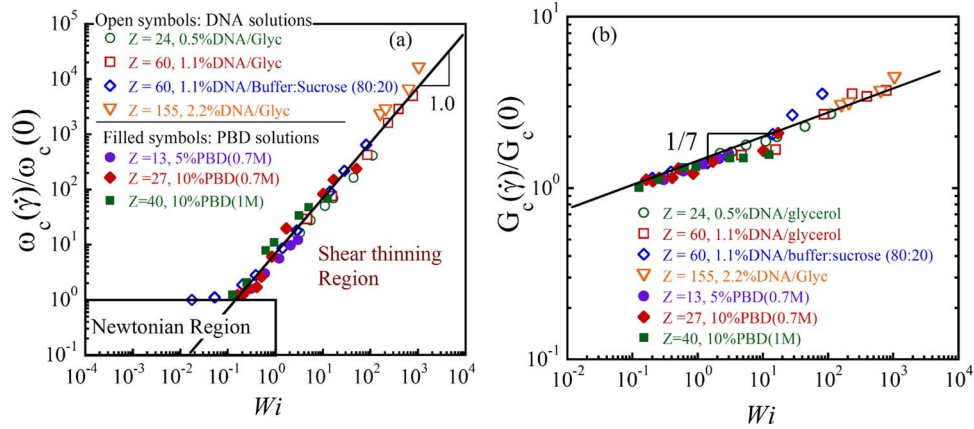 Open symbols: DNA solutions
Z = 24, 0.5%DNA/Glyc
Z = 60, 1.1%DNA/Glyc
Z = 60, 1.1%DNA/Buffer:Sucrose (80:20)
Z = 155, 2.2%DNA/Glyc
Filled symbols: PBD solutions
Z =13, 5%PBD(0.7M)
Z =27, 10%PBD(0.7M)
Z=40, 10%PBD(1M)
(a)
1.0
Shear thinning
Region
Newtonian Region
ω_c(γ̇)/ω_c(0)
10^5
10^4
10^3
10^2
10^1
10^0
10^-1
10^-4 10^-3 10^-2 10^-1 10^0 10^1 10^2 10^3 10^4
Wi
(b)
1/7
Z = 24, 0.5%DNA/glycerol
Z = 60, 1.1%DNA/glycerol
Z = 60, 1.1%DNA/buffer:sucrose (80:20)
Z = 155, 2.2%DNA/Glyc
Z =13, 5%PBD(0.7M)
Z =27, 10%PBD(0.7M)
Z=40, 10%PBD(1M)
G_c(γ̇)/G_c(0)
10^1
10^0
10^-1
10^-2 10^-1 10^0 10^1 10^2 10^3 10^4
Wi